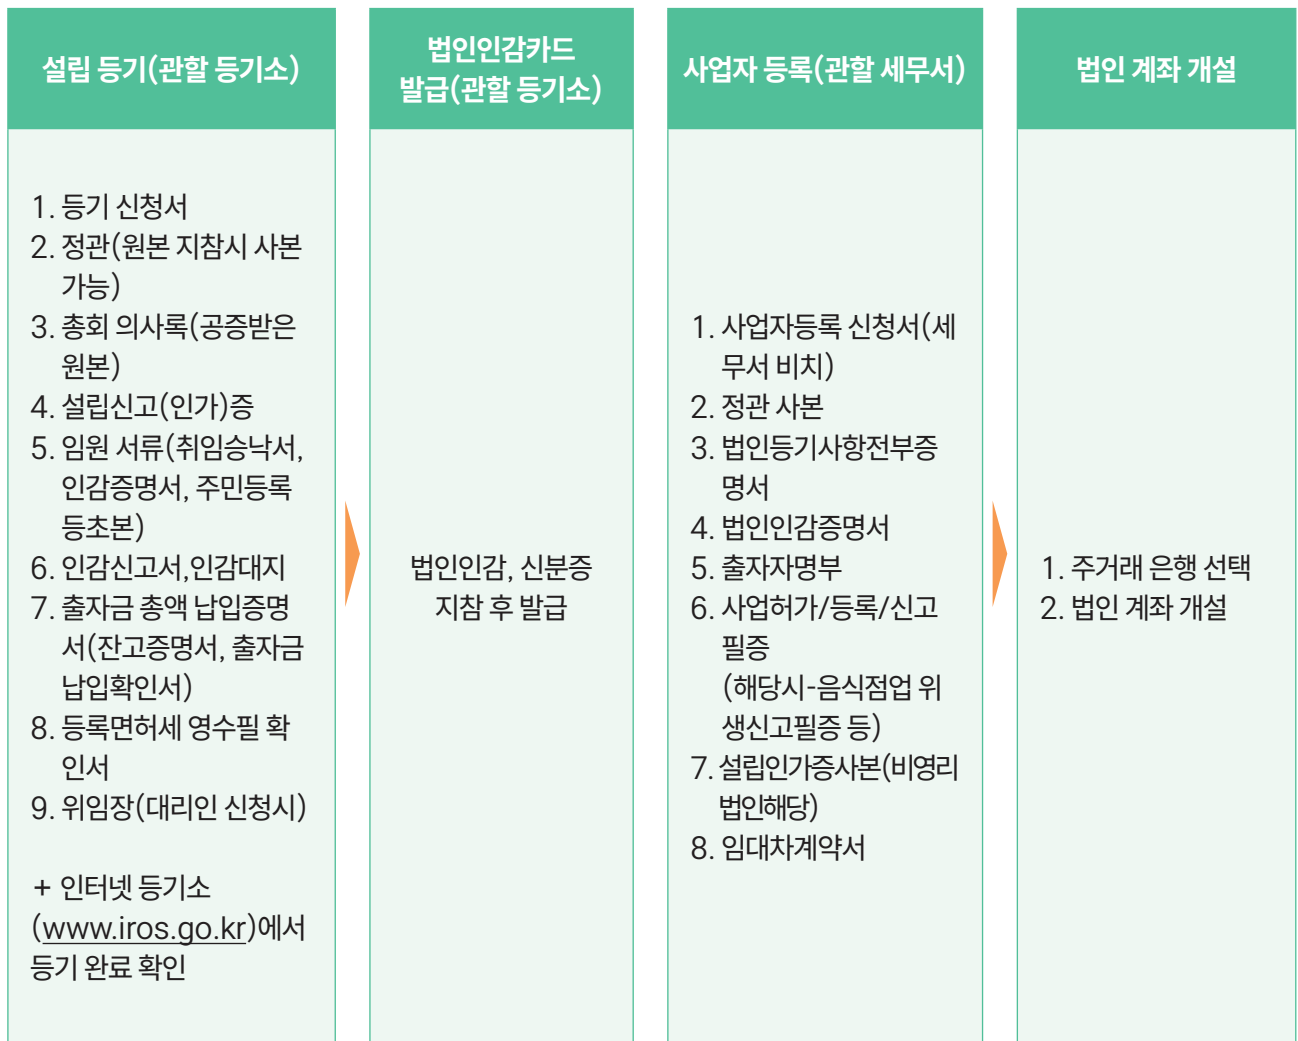 설립 등기(관할 등기소)
1. 등기 신청서
2. 정관(원본 지참시 사본
가능)
3. 총회 의사록(공증받은
원본)
4. 설립신고(인가)증
5. 임원 서류(취임승낙서,
인감증명서, 주민등록
등초본)
6. 인감신고서,인감대지
7. 출자금 총액 납입증명
서(잔고증명서, 출자금
납입확인서)
8. 등록면허세 영수필 확
인서
9. 위임장(대리인 신청시)
+ 인터넷 등기소
(www.iros.go.kr)에서
등기 완료 확인
법인인감카드
발급(관할 등기소)
법인인감, 신분증
지참 후 발급
사업자 등록(관할 세무서)
1. 사업자등록 신청서(세
무서 비치)
2. 정관 사본
3. 법인등기사항전부증
명서
4. 법인인감증명서
5. 출자자명부
6. 사업허가/등록/신고
필증
(해당시-음식점업 위
생신고필증 등)
7. 설립인가증사본(비영리
법인해당)
8. 임대차계약서
법인 계좌 개설
1. 주거래 은행 선택
2. 법인 계좌 개설